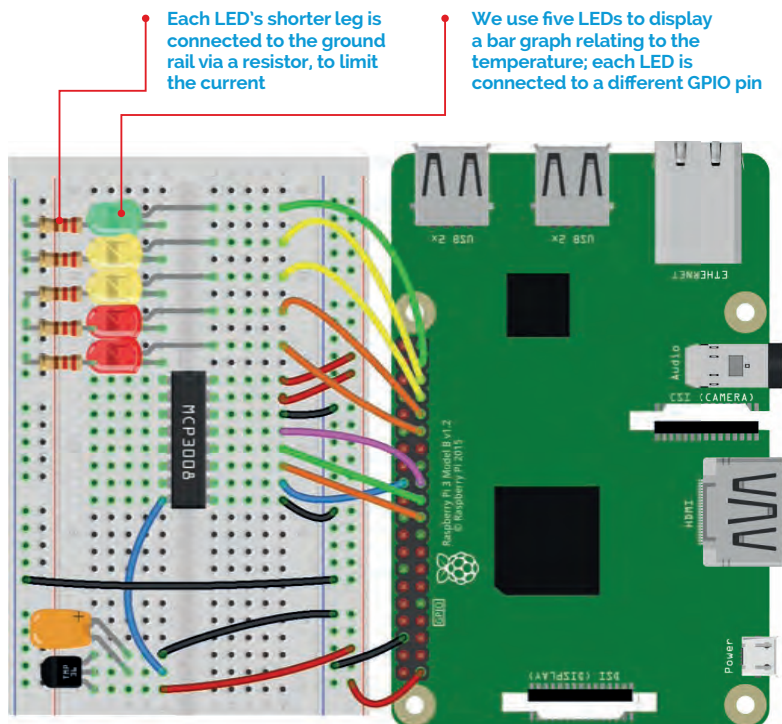 Each LED's shorter leg is
connected to the ground
rail via a resistor, to limit
the current
We use five LEDs to display
a bar graph relating to the
temperature; each LED is
connected to a different GPIO pin
USB 2x
USB 2x
ETHERNET
Audio
CSI (CAMERA)
MCP3008
Raspberry Pi 3 Model B v1.2
© Raspberry Pi 2015
HDMI
GPIO
+
TMP
36
Power
DSI (DISPLAY)